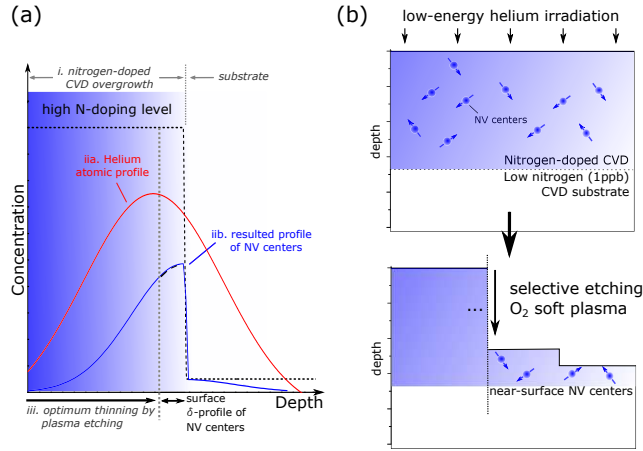 (a)
i. nitrogen-doped
CVD overgrowth
substrate
high N-doping level
iia. Helium
atomic profile
iib. resulted profile
of NV centers
Concentration
Depth
iii. optimum thinning by
plasma etching
surface
δ-profile of
NV centers
(b)
low-energy helium irradiation
depth
NV centers
Nitrogen-doped CVD
Low nitrogen (1ppb)
CVD substrate
selective etching
O2 soft plasma
...
depth
near-surface NV centers